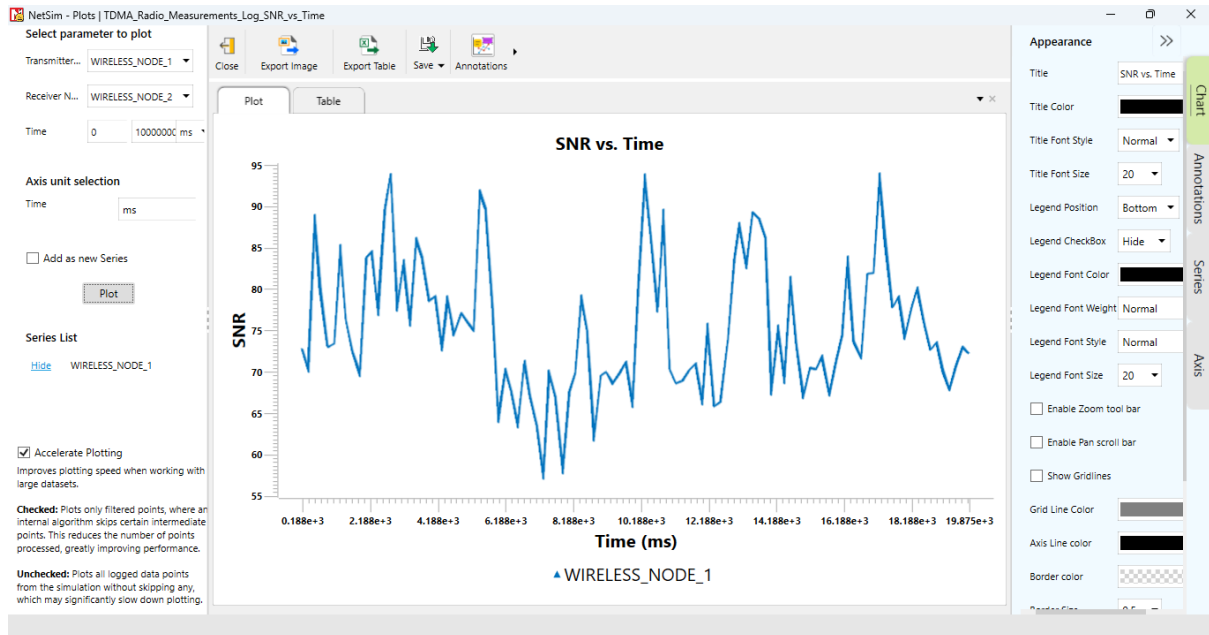 NetSim - Plots | TDMA_Radio_Measurements_Log_SNR_vs_Time
Select parameter to plot
Transmitter... WIRELESS_NODE_1
Receiver N... WIRELESS_NODE_2
Time 0 1000000C ms
Axis unit selection
Time
ms
Add as new Series
Plot
Series List
Hide WIRELESS_NODE_1
Accelerate Plotting
Improves plotting speed when working with
large datasets.
Checked: Plots only filtered points, where an
internal algorithm skips certain intermediate
points. This reduces the number of points
processed, greatly improving performance.
Unchecked: Plots all logged data points
from the simulation without skipping any,
which may significantly slow down plotting.
Close Export Image Export Table Save Annotations
Plot Table
SNR vs. Time
95
90
85
80
75
70
65
60
55
SNR
0.188e+3 2.188e+3 4.188e+3 6.188e+3 8.188e+3 10.188e+3 12.188e+3 14.188e+3 16.188e+3 18.188e+3 19.875e+3
Time (ms)
WIRELESS_NODE_1
Appearance
Title SNR vs. Time
Title Color
Title Font Style Normal
Title Font Size 20
Legend Position Bottom
Legend CheckBox Hide
Legend Font Color
Legend Font Weight Normal
Legend Font Style Normal
Legend Font Size 20
Enable Zoom tool bar
Enable Pan scroll bar
Show Gridlines
Grid Line Color
Axis Line color
Border color
Chart
Annotations
Series
Axis